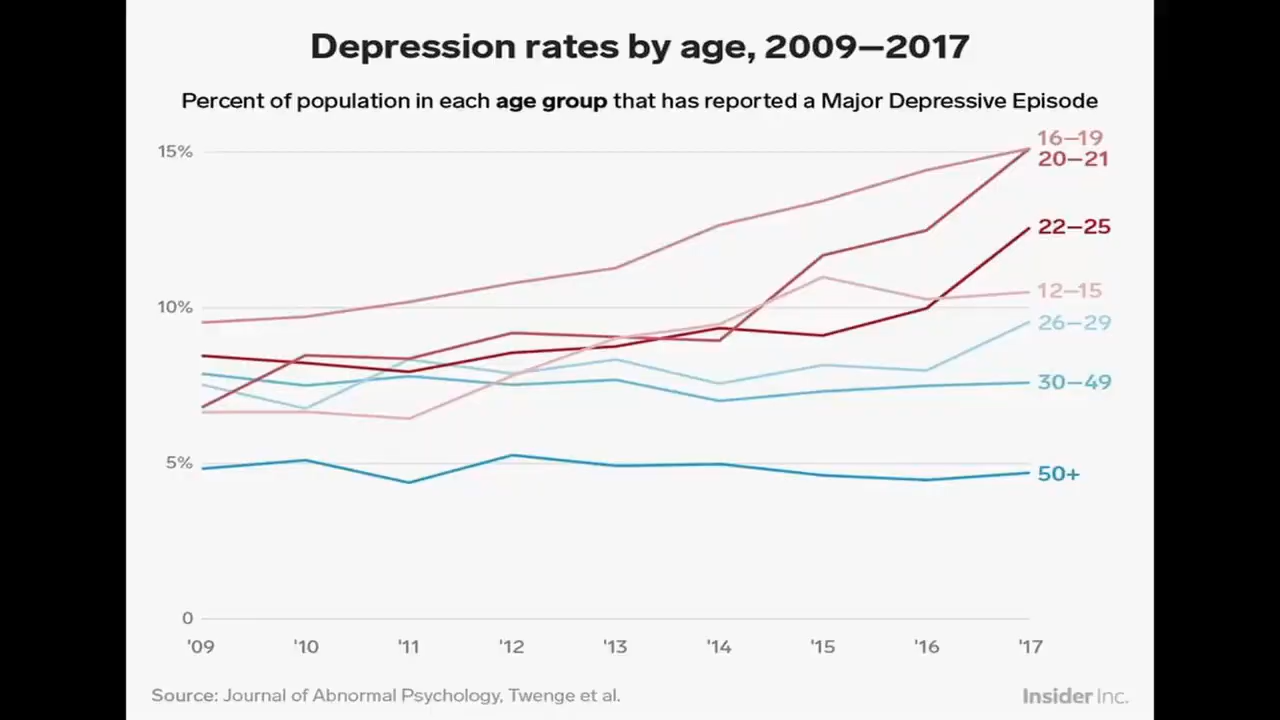 Depression rates by age, 2009–2017
Percent of population in each age group that has reported a Major Depressive Episode
15%
10%
5%
0
16–19
20–21
22–25
12–15
26–29
30–49
50+
'09 '10 '11 '12 '13 '14 '15 '16 '17
Source: Journal of Abnormal Psychology, Twenge et al.
Insider Inc.